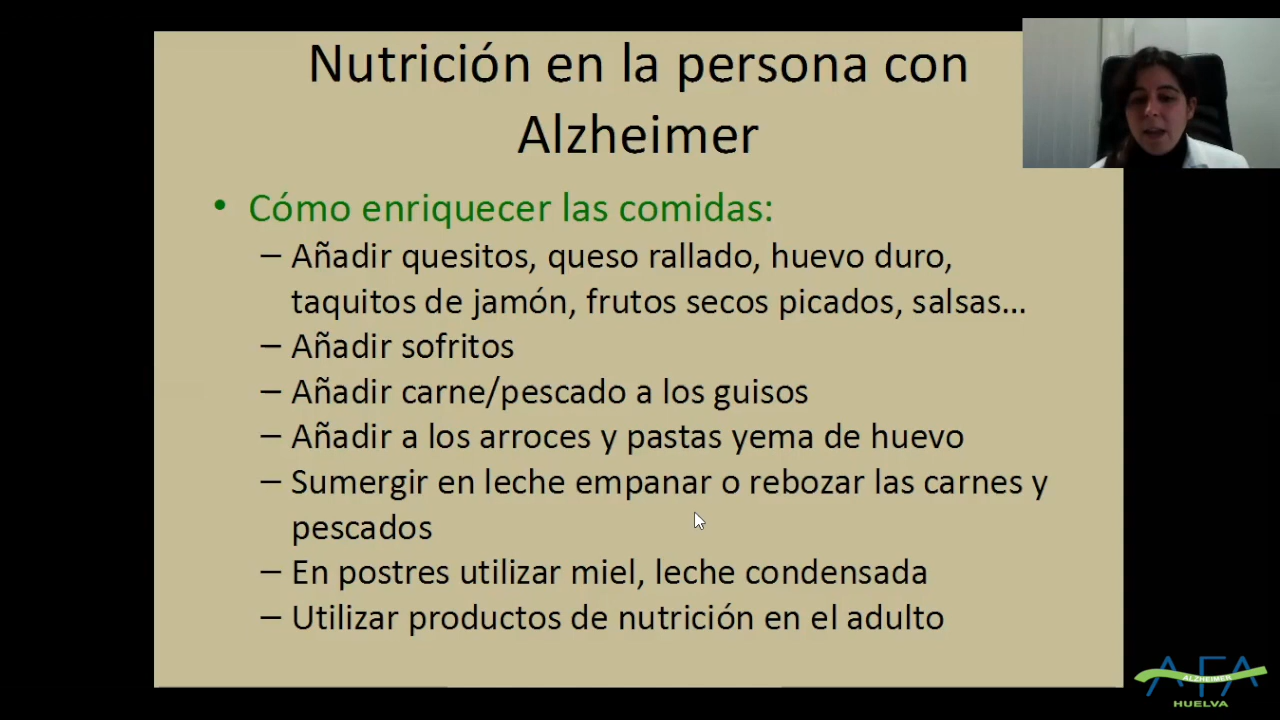 Nutrición en la persona con
Alzheimer
• Cómo enriquecer las comidas:
– Añadir quesitos, queso rallado, huevo duro,
taquitos de jamón, frutos secos picados, salsas...
– Añadir sofritos
– Añadir carne/pescado a los guisos
– Añadir a los arroces y pastas yema de huevo
– Sumergir en leche empanar o rebozar las carnes y
pescados
– En postres utilizar miel, leche condensada
– Utilizar productos de nutrición en el adulto
AFA
ALZHEIMER
HUELVA